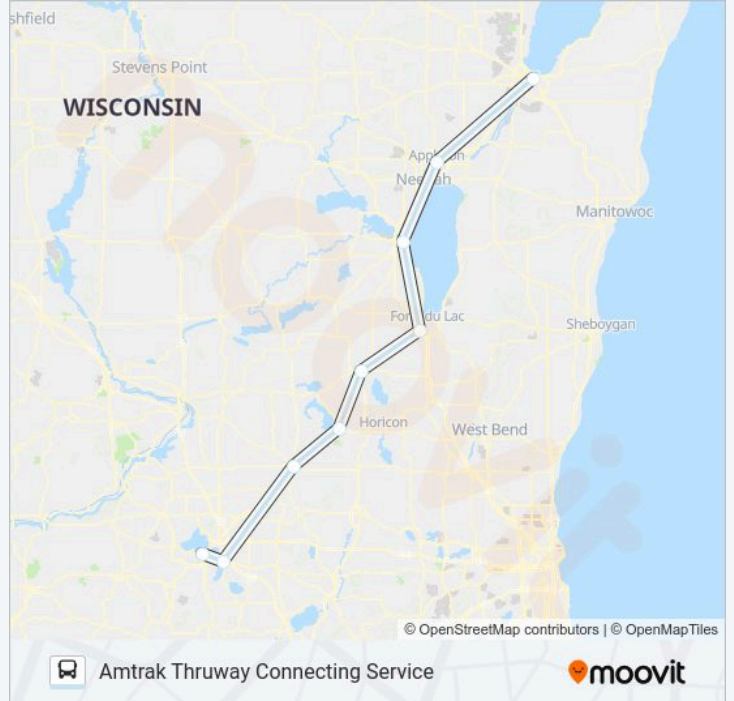 shfield
Stevens Point
WISCONSIN
Appleton
Neenah
Manitowoc
Fond du Lac
Sheboygan
Horicon
West Bend
moovit
© OpenStreetMap contributors | © OpenMapTiles
Amtrak Thruway Connecting Service
moovit